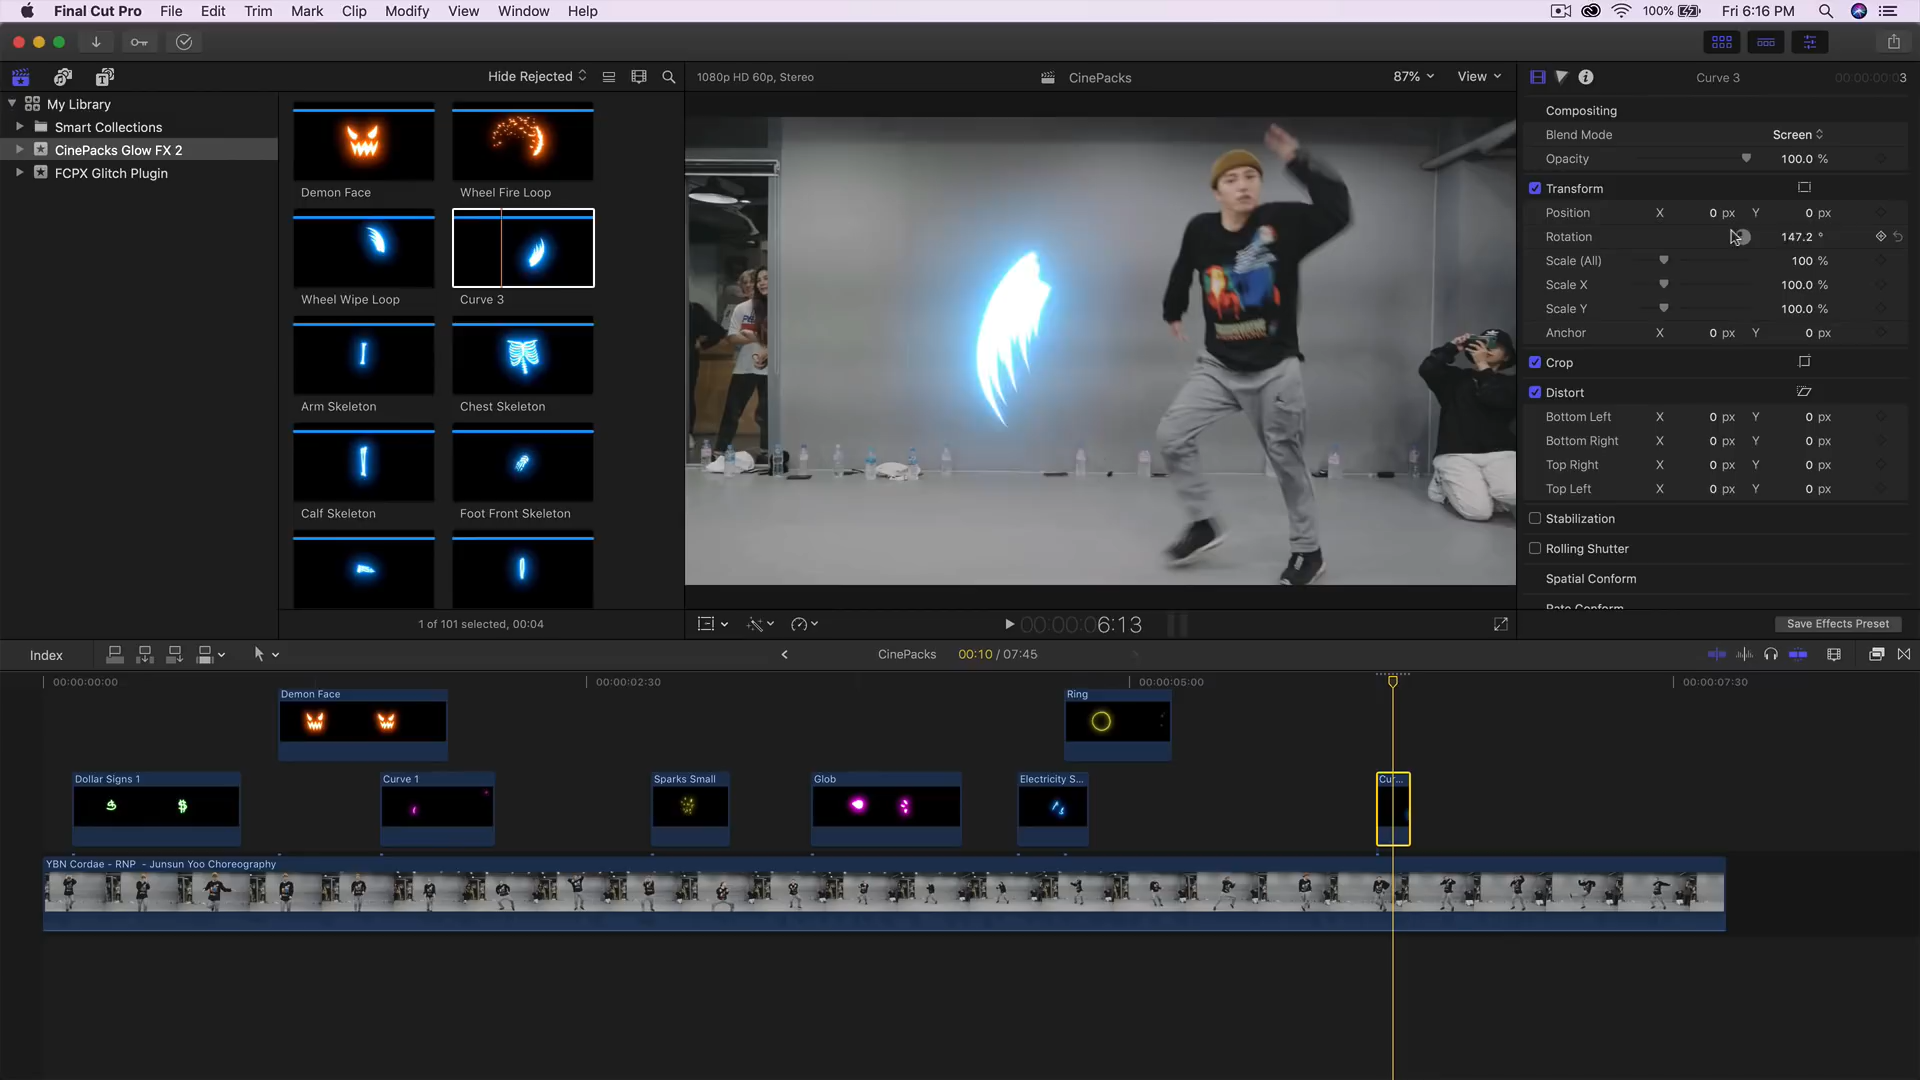 Final Cut Pro File Edit Trim Mark Clip Modify View Window Help 100% Fri 6:16 PM
Hide Rejected 1080p HD 60p, Stereo CinePacks 87% View Curve 3 00:00:00:03
My Library
Smart Collections
CinePacks Glow FX 2
FCPX Glitch Plugin
Demon Face Wheel Fire Loop
Wheel Wipe Loop Curve 3
Arm Skeleton Chest Skeleton
Calf Skeleton Foot Front Skeleton
1 of 101 selected, 00:04
00:00:06:13
Compositing
Blend Mode Screen
Opacity 100.0 %
Transform
Position X 0 px Y 0 px
Rotation 147.2 °
Scale (All) 100 %
Scale X 100.0 %
Scale Y 100.0 %
Anchor X 0 px Y 0 px
Crop
Distort
Bottom Left X 0 px Y 0 px
Bottom Right X 0 px Y 0 px
Top Right X 0 px Y 0 px
Top Left X 0 px Y 0 px
Stabilization
Rolling Shutter
Spatial Conform
Rate Conform
Save Effects Preset
Index CinePacks 00:10 / 07:45
00:00:00:00 00:00:02:30 00:00:05:00 00:00:07:30
Demon Face Ring
Dollar Signs 1 Curve 1 Sparks Small Glob Electricity S... Cur...
YBN Cordae - RNP - Junsun Yoo Choreography